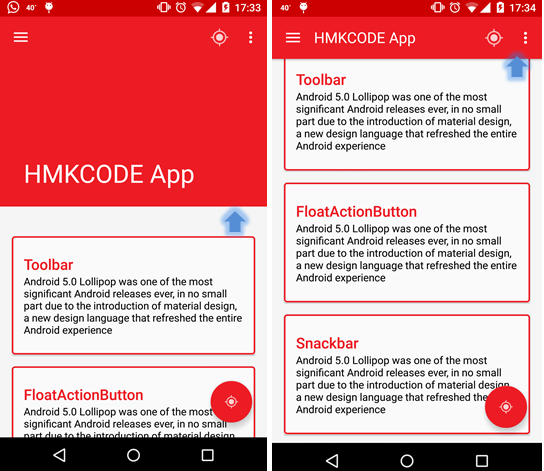 40°
17:33
HMKCODE App
Toolbar
Android 5.0 Lollipop was one of the most
significant Android releases ever, in no small
part due to the introduction of material design,
a new design language that refreshed the entire
Android experience
FloatActionButton
Android 5.0 Lollipop was one of the most
significant Android releases ever, in no small
part due to the introduction of material design,
40°
17:34
HMKCODE App
Toolbar
Android 5.0 Lollipop was one of the most
significant Android releases ever, in no small
part due to the introduction of material design,
a new design language that refreshed the entire
Android experience
FloatActionButton
Android 5.0 Lollipop was one of the most
significant Android releases ever, in no small
part due to the introduction of material design,
a new design language that refreshed the entire
Android experience
Snackbar
Android 5.0 Lollipop was one of the most
significant Android releases ever, in no small
part due to the introduction of material design,
a new design language that refreshed the entire
Android experience